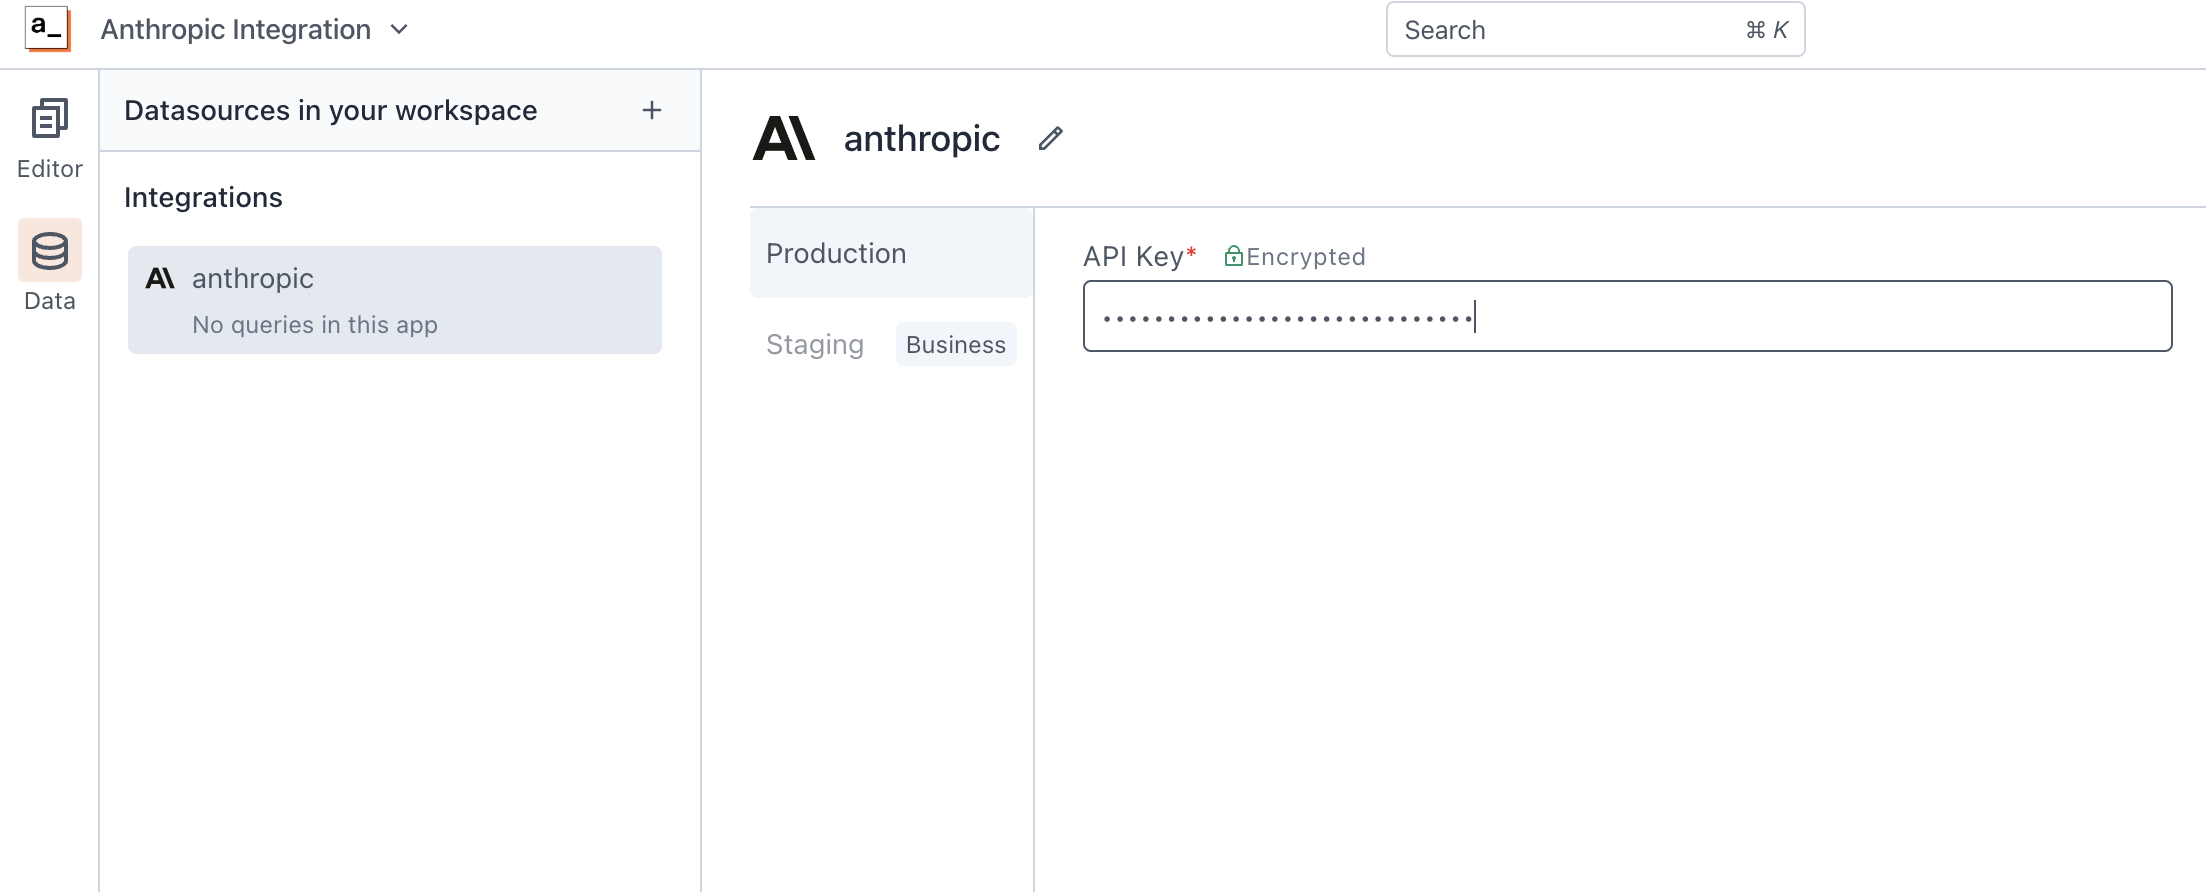 a_ Anthropic Integration Search ⌘ K
Editor
Data
Datasources in your workspace +
Integrations
anthropic
No queries in this app
anthropic
Production
Staging Business
API Key* Encrypted
•••••••••••••••••••••••••••••